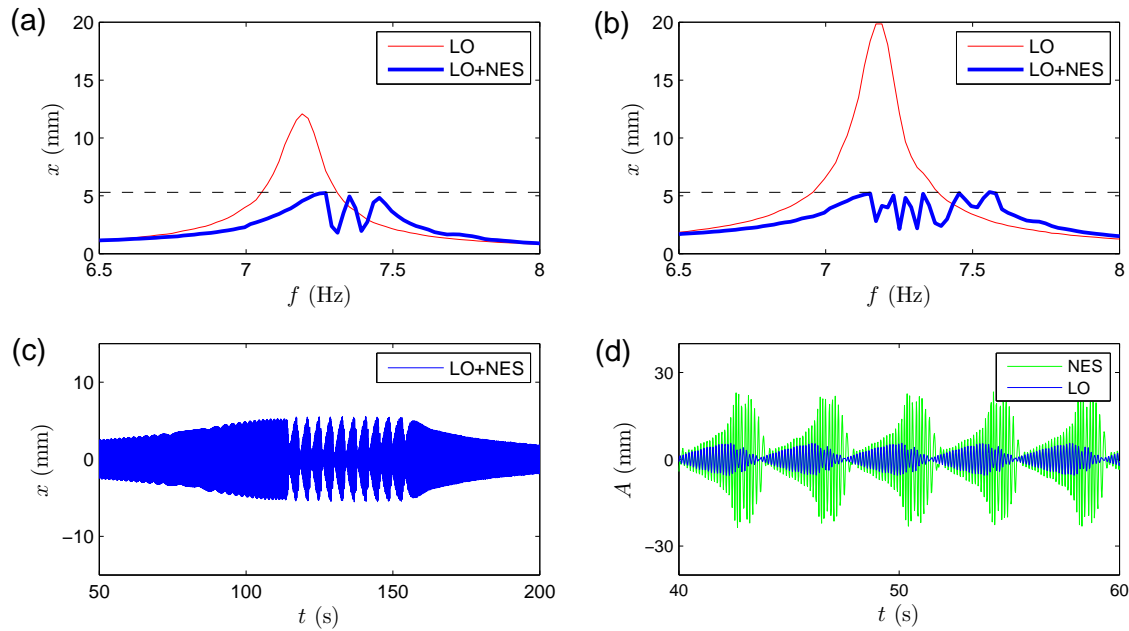 (a)
20
15
10
5
0
x (mm)
LO
LO+NES
6.5 7 7.5 8
f (Hz)
(b)
20
15
10
5
0
x (mm)
LO
LO+NES
6.5 7 7.5 8
f (Hz)
(c)
10
0
−10
x (mm)
LO+NES
50 100 150 200
t (s)
(d)
30
0
−30
A (mm)
NES
LO
40 50 60
t (s)